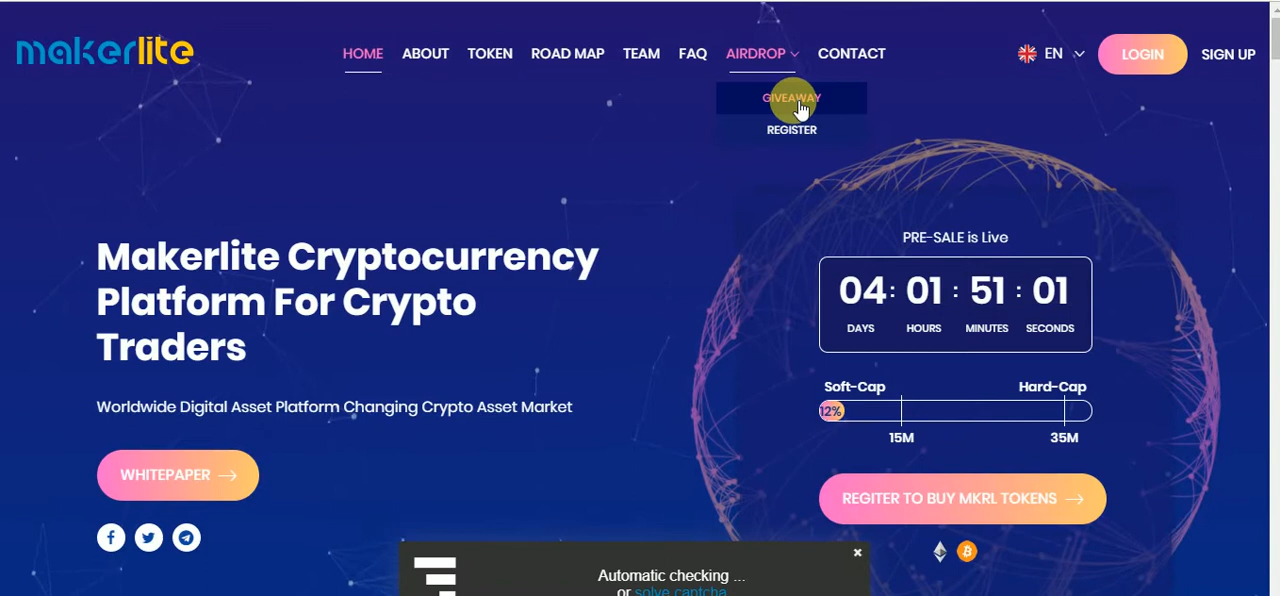 makerlite
HOME ABOUT TOKEN ROAD MAP TEAM FAQ AIRDROP CONTACT EN LOGIN SIGN UP
GIVEAWAY
REGISTER
Makerlite Cryptocurrency
Platform For Crypto
Traders
Worldwide Digital Asset Platform Changing Crypto Asset Market
WHITEPAPER
PRE-SALE is Live
04 : 01 : 51 : 01
DAYS HOURS MINUTES SECONDS
Soft-Cap Hard-Cap
12%
15M 35M
REGITER TO BUY MKRL TOKENS
Automatic checking ...
or solve captcha